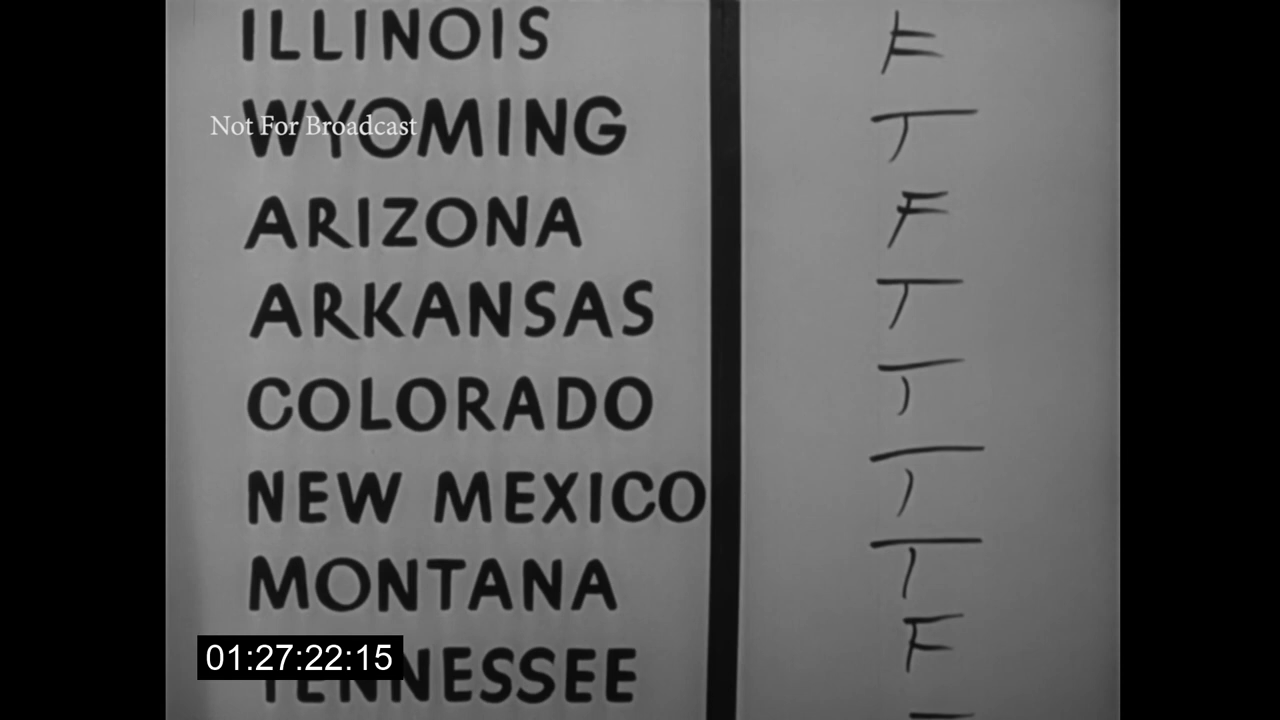 ILLINOIS F
WYOMING T
Not For Broadcast
ARIZONA F
ARKANSAS T
COLORADO T
NEW MEXICO T
MONTANA T
TENNESSEE F
01:27:22:15